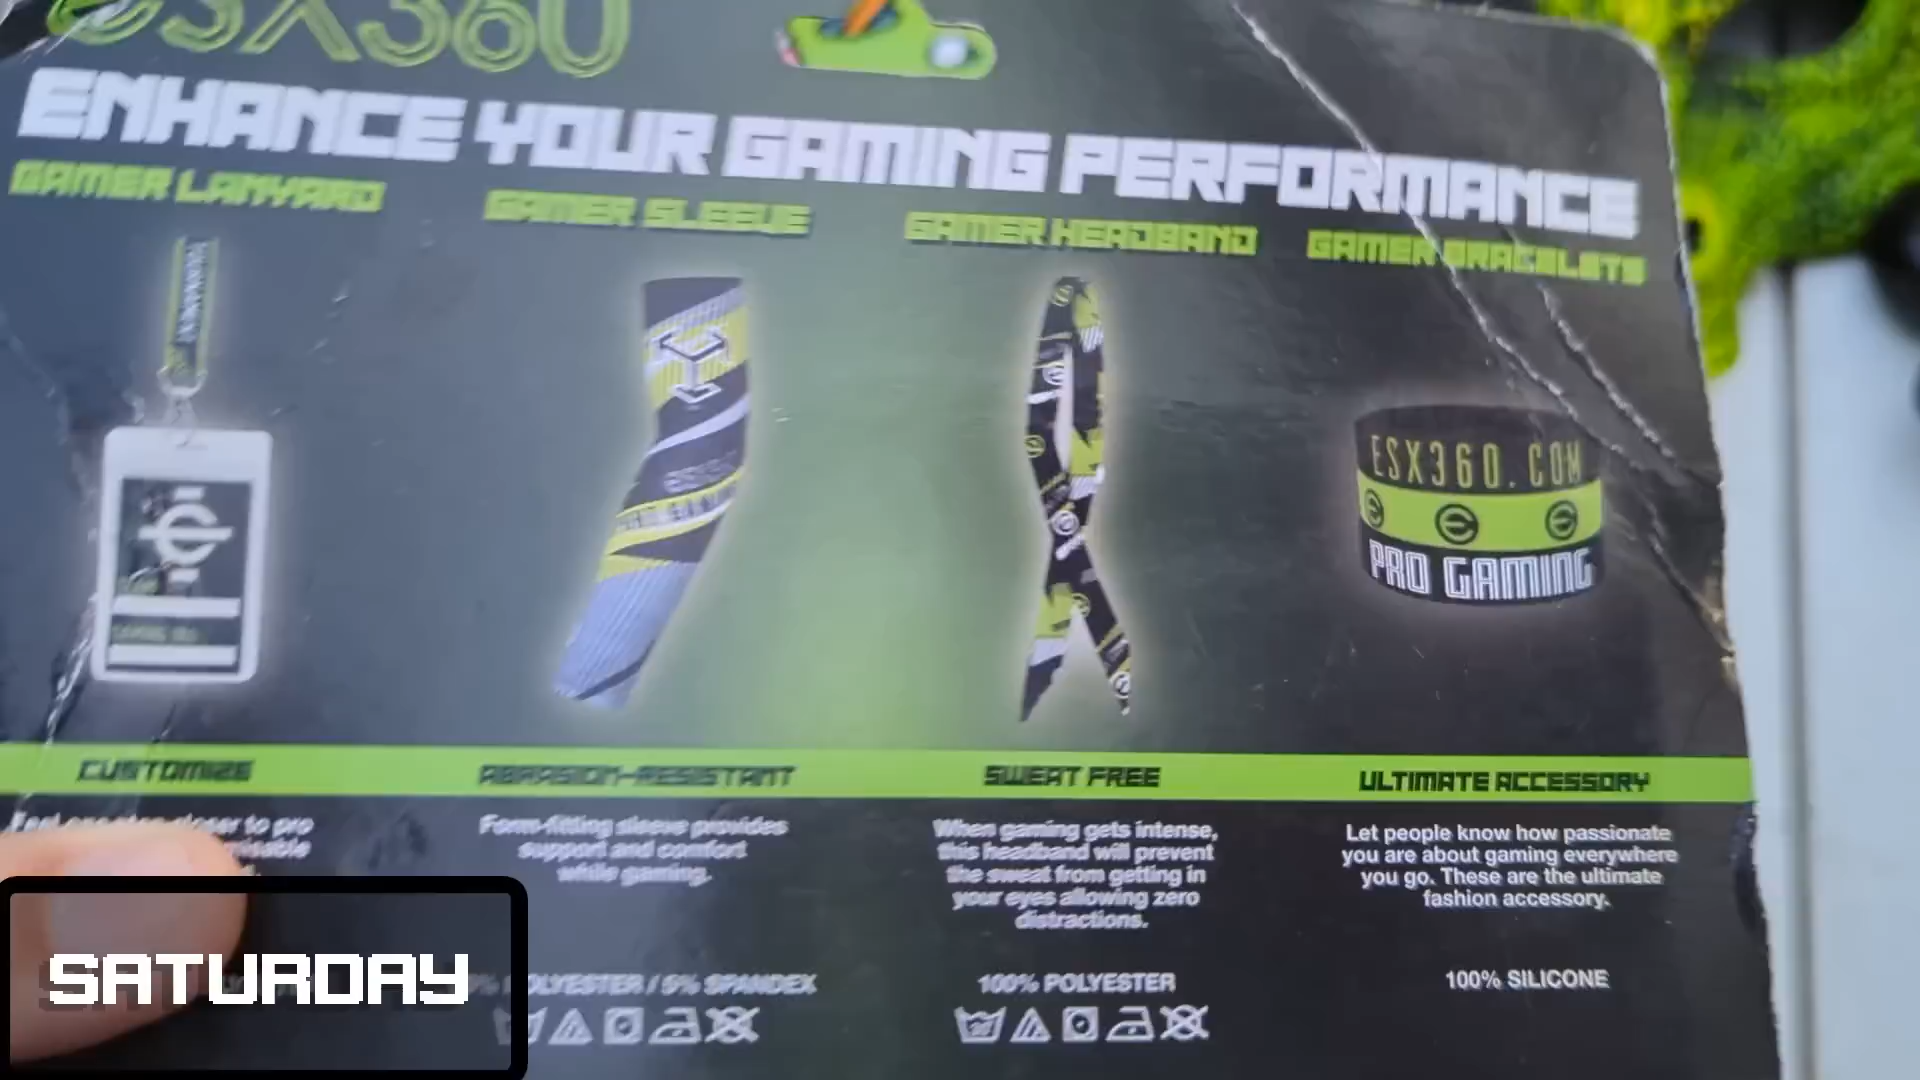 esx360
ENHANCE YOUR GAMING PERFORMANCE
GAMER LANYARD
GAMER SLEEVE
GAMER HEADBAND
GAMER BRACELETS
ESX360.COM
PRO GAMING
CUSTOMIZE
ABRASION-RESISTANT
SWEAT FREE
ULTIMATE ACCESSORY
closer to pro
Form-fitting sleeve provides
support and comfort
while gaming.
When gaming gets intense,
this headband will prevent
the sweat from getting in
your eyes allowing zero
distractions.
Let people know how passionate
you are about gaming everywhere
you go. These are the ultimate
fashion accessory.
POLYESTER / 5% SPANDEX
100% POLYESTER
100% SILICONE
SATURDAY